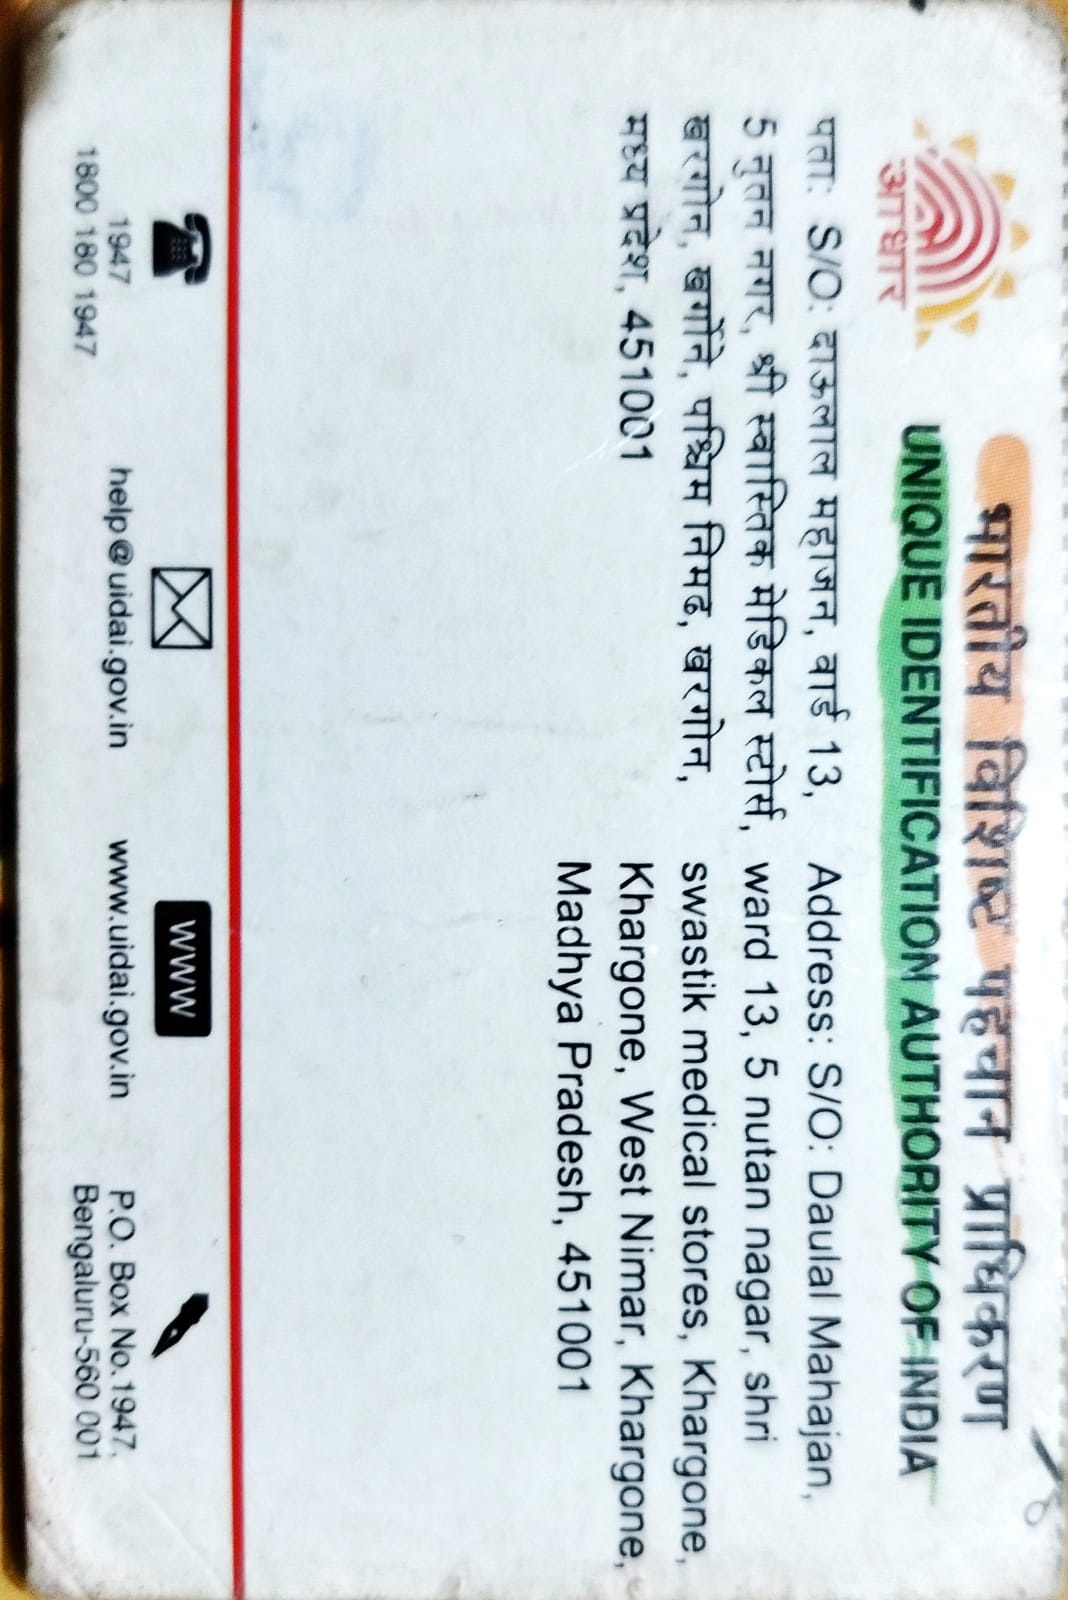 आधार
भारतीय विशिष्ट पहचान प्राधिकरण
UNIQUE IDENTIFICATION AUTHORITY OF INDIA
पता: S/O: दाऊलाल महाजन, वार्ड 13,
5 नुतन नगर, श्री स्वास्तिक मेडिकल स्टोर्स,
खरगोन, खर्गोने, पश्चिम निमढ, खरगोन,
मध्य प्रदेश, 451001
Address: S/O: Daulal Mahajan,
ward 13, 5 nutan nagar, shri
swastik medical stores, Khargone,
Khargone, West Nimar, Khargone,
Madhya Pradesh, 451001
1947
1800 180 1947
help@uidai.gov.in
WWW
www.uidai.gov.in
P.O. Box No.1947,
Bengaluru-560 001